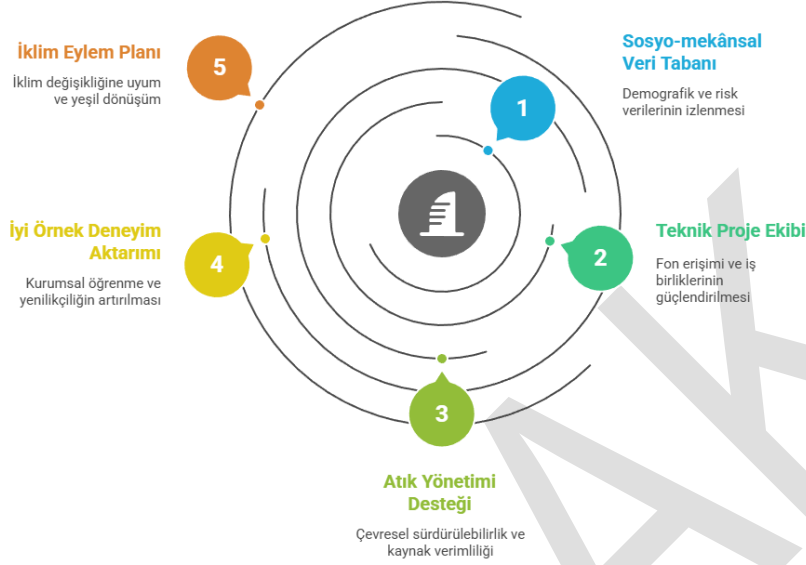 1
Sosyo-mekânsal
Veri Tabanı
Demografik ve risk
verilerinin izlenmesi
2
Teknik Proje Ekibi
Fon erişimi ve iş
birliklerinin
güçlendirilmesi
3
Atık Yönetimi
Desteği
Çevresel sürdürülebilirlik ve
kaynak verimliliği
4
İyi Örnek Deneyim
Aktarımı
Kurumsal öğrenme ve
yenilikçiliğin artırılması
5
İklim Eylem Planı
İklim değişikliğine uyum
ve yeşil dönüşüm